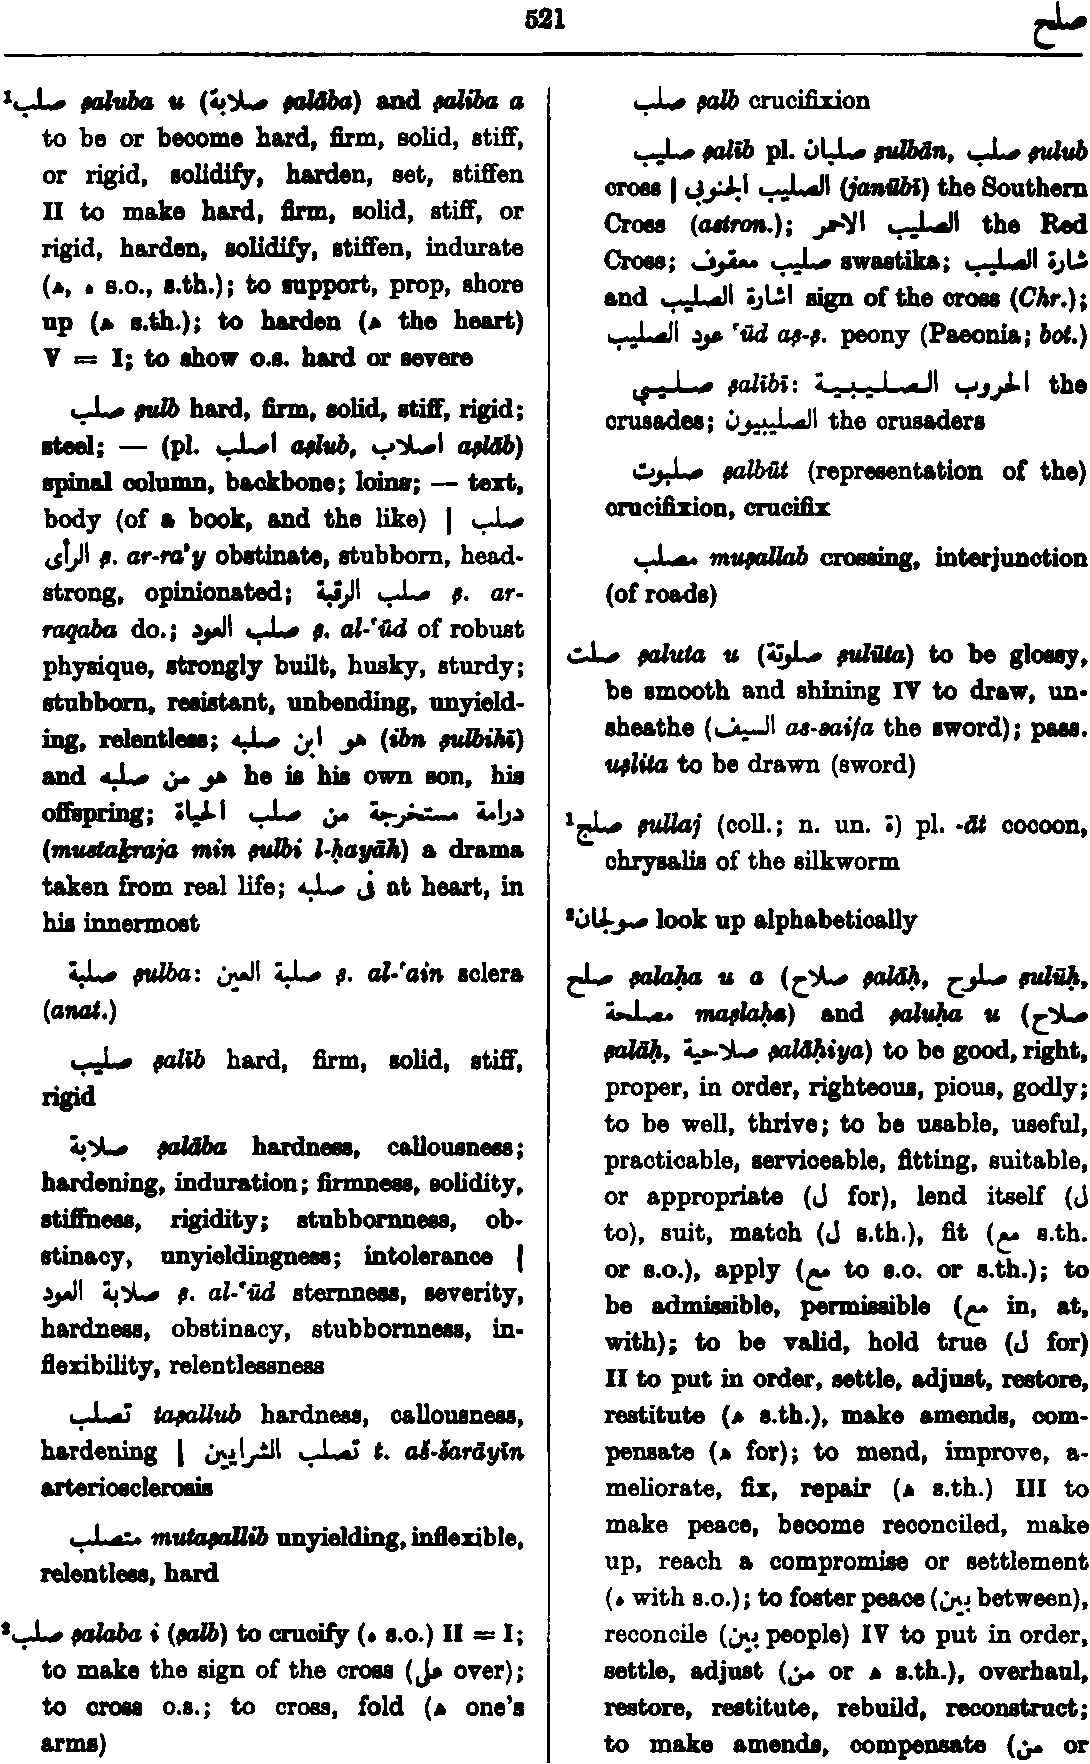 521
صلح
¹صلب ṣaluba u (صلابة ṣalāba) and ṣaliba a
to be or become hard, firm, solid, stiff,
or rigid, solidify, harden, set, stiffen
II to make hard, firm, solid, stiff, or
rigid, harden, solidify, stiffen, indurate
(ﻫ, ه s.o., s.th.); to support, prop, shore
up (ﻫ s.th.); to harden (ﻫ the heart)
V = I; to show o.s. hard or severe
صلب ṣulb hard, firm, solid, stiff, rigid;
steel; — (pl. اصلب aṣlub, اصلاب aṣlāb)
spinal column, backbone; loins; — text,
body (of a book, and the like) | صلب
الرأى ṣ. ar-ra'y obstinate, stubborn, head-
strong, opinionated; صلب الرقبة ṣ. ar-
raqaba do.; صلب العود ṣ. al-‘ūd of robust
physique, strongly built, husky, sturdy;
stubborn, resistant, unbending, unyield-
ing, relentless; هو ابن صلبه (ibn ṣulbihī)
and هو من صلبه he is his own son, his
offspring; درامة مستخرجة من صلب الحياة
(mustaḵraja min ṣulbi l-ḥayāh) a drama
taken from real life; فى صلبه at heart, in
his innermost
صلبة ṣulba: صلبة العين ṣ. al-‘ain sclera
(anat.)
صليب ṣalīb hard, firm, solid, stiff,
rigid
صلابة ṣalāba hardness, callousness;
hardening, induration; firmness, solidity,
stiffness, rigidity; stubbornness, ob-
stinacy, unyieldingness; intolerance |
صلابة العود ṣ. al-‘ūd sternness, severity,
hardness, obstinacy, stubbornness, in-
flexibility, relentlessness
تصلب taṣallub hardness, callousness,
hardening | تصلب الشرايين t. aš-šarāyīn
arteriosclerosis
متصلب mutaṣallib unyielding, inflexible,
relentless, hard
²صلب ṣalaba i (ṣalb) to crucify (ه s.o.) II = I;
to make the sign of the cross (على over);
to cross o.s.; to cross, fold (ﻫ one's
arms)
صلب ṣalb crucifixion
صليب ṣalīb pl. صلبان ṣulbān, صلب ṣulub
cross | الصليب الجنوبى (janūbī) the Southern
Cross (astron.); الصليب الاحمر the Red
Cross; صليب معقوف swastika; شارة الصليب
and اشارة الصليب sign of the cross (Chr.);
عود الصليب ‘ūd aṣ-ṣ. peony (Paeonia; bot.)
صليبى ṣalībī: الحروب الصليبية the
crusades; الصليبيون the crusaders
صلبوت ṣalbūt (representation of the)
crucifixion, crucifix
مصلب muṣallab crossing, interjunction
(of roads)
صلت ṣaluta u (صلوتة ṣulūta) to be glossy,
be smooth and shining IV to draw, un-
sheathe (السيف as-saifa the sword); pass.
uṣlita to be drawn (sword)
¹صلج ṣullaj (coll.; n. un. ة) pl. -āt cocoon,
chrysalis of the silkworm
²صولجان look up alphabetically
صلح ṣalaḥa u a (صلاح ṣalāḥ, صلوح ṣulūḥ,
مصلحة maṣlaḥa) and ṣaluḥa u (صلاح
ṣalāḥ, صلاحية ṣalāḥiya) to be good, right,
proper, in order, righteous, pious, godly;
to be well, thrive; to be usable, useful,
practicable, serviceable, fitting, suitable,
or appropriate (ل for), lend itself (ل
to), suit, match (ل s.th.), fit (مع s.th.
or s.o.), apply (مع to s.o. or s.th.); to
be admissible, permissible (مع in, at,
with); to be valid, hold true (ل for)
II to put in order, settle, adjust, restore,
restitute (ﻫ s.th.), make amends, com-
pensate (ﻫ for); to mend, improve, a-
meliorate, fix, repair (ﻫ s.th.) III to
make peace, become reconciled, make
up, reach a compromise or settlement
(ه with s.o.); to foster peace (بين between),
reconcile (بين people) IV to put in order,
settle, adjust (من or ﻫ s.th.), overhaul,
restore, restitute, rebuild, reconstruct;
to make amends, compensate (من or